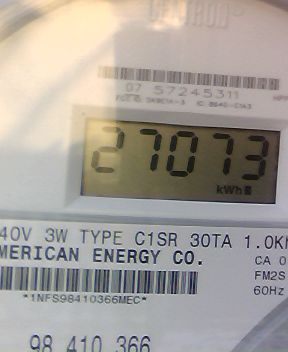 CENTRON
07 57245311
27073
kWh
40V 3W TYPE C1SR 30TA 1.0K
MERICAN ENERGY CO.
CA 0
FM2S
60Hz
*1NFS98410366MEC*
98 410 366